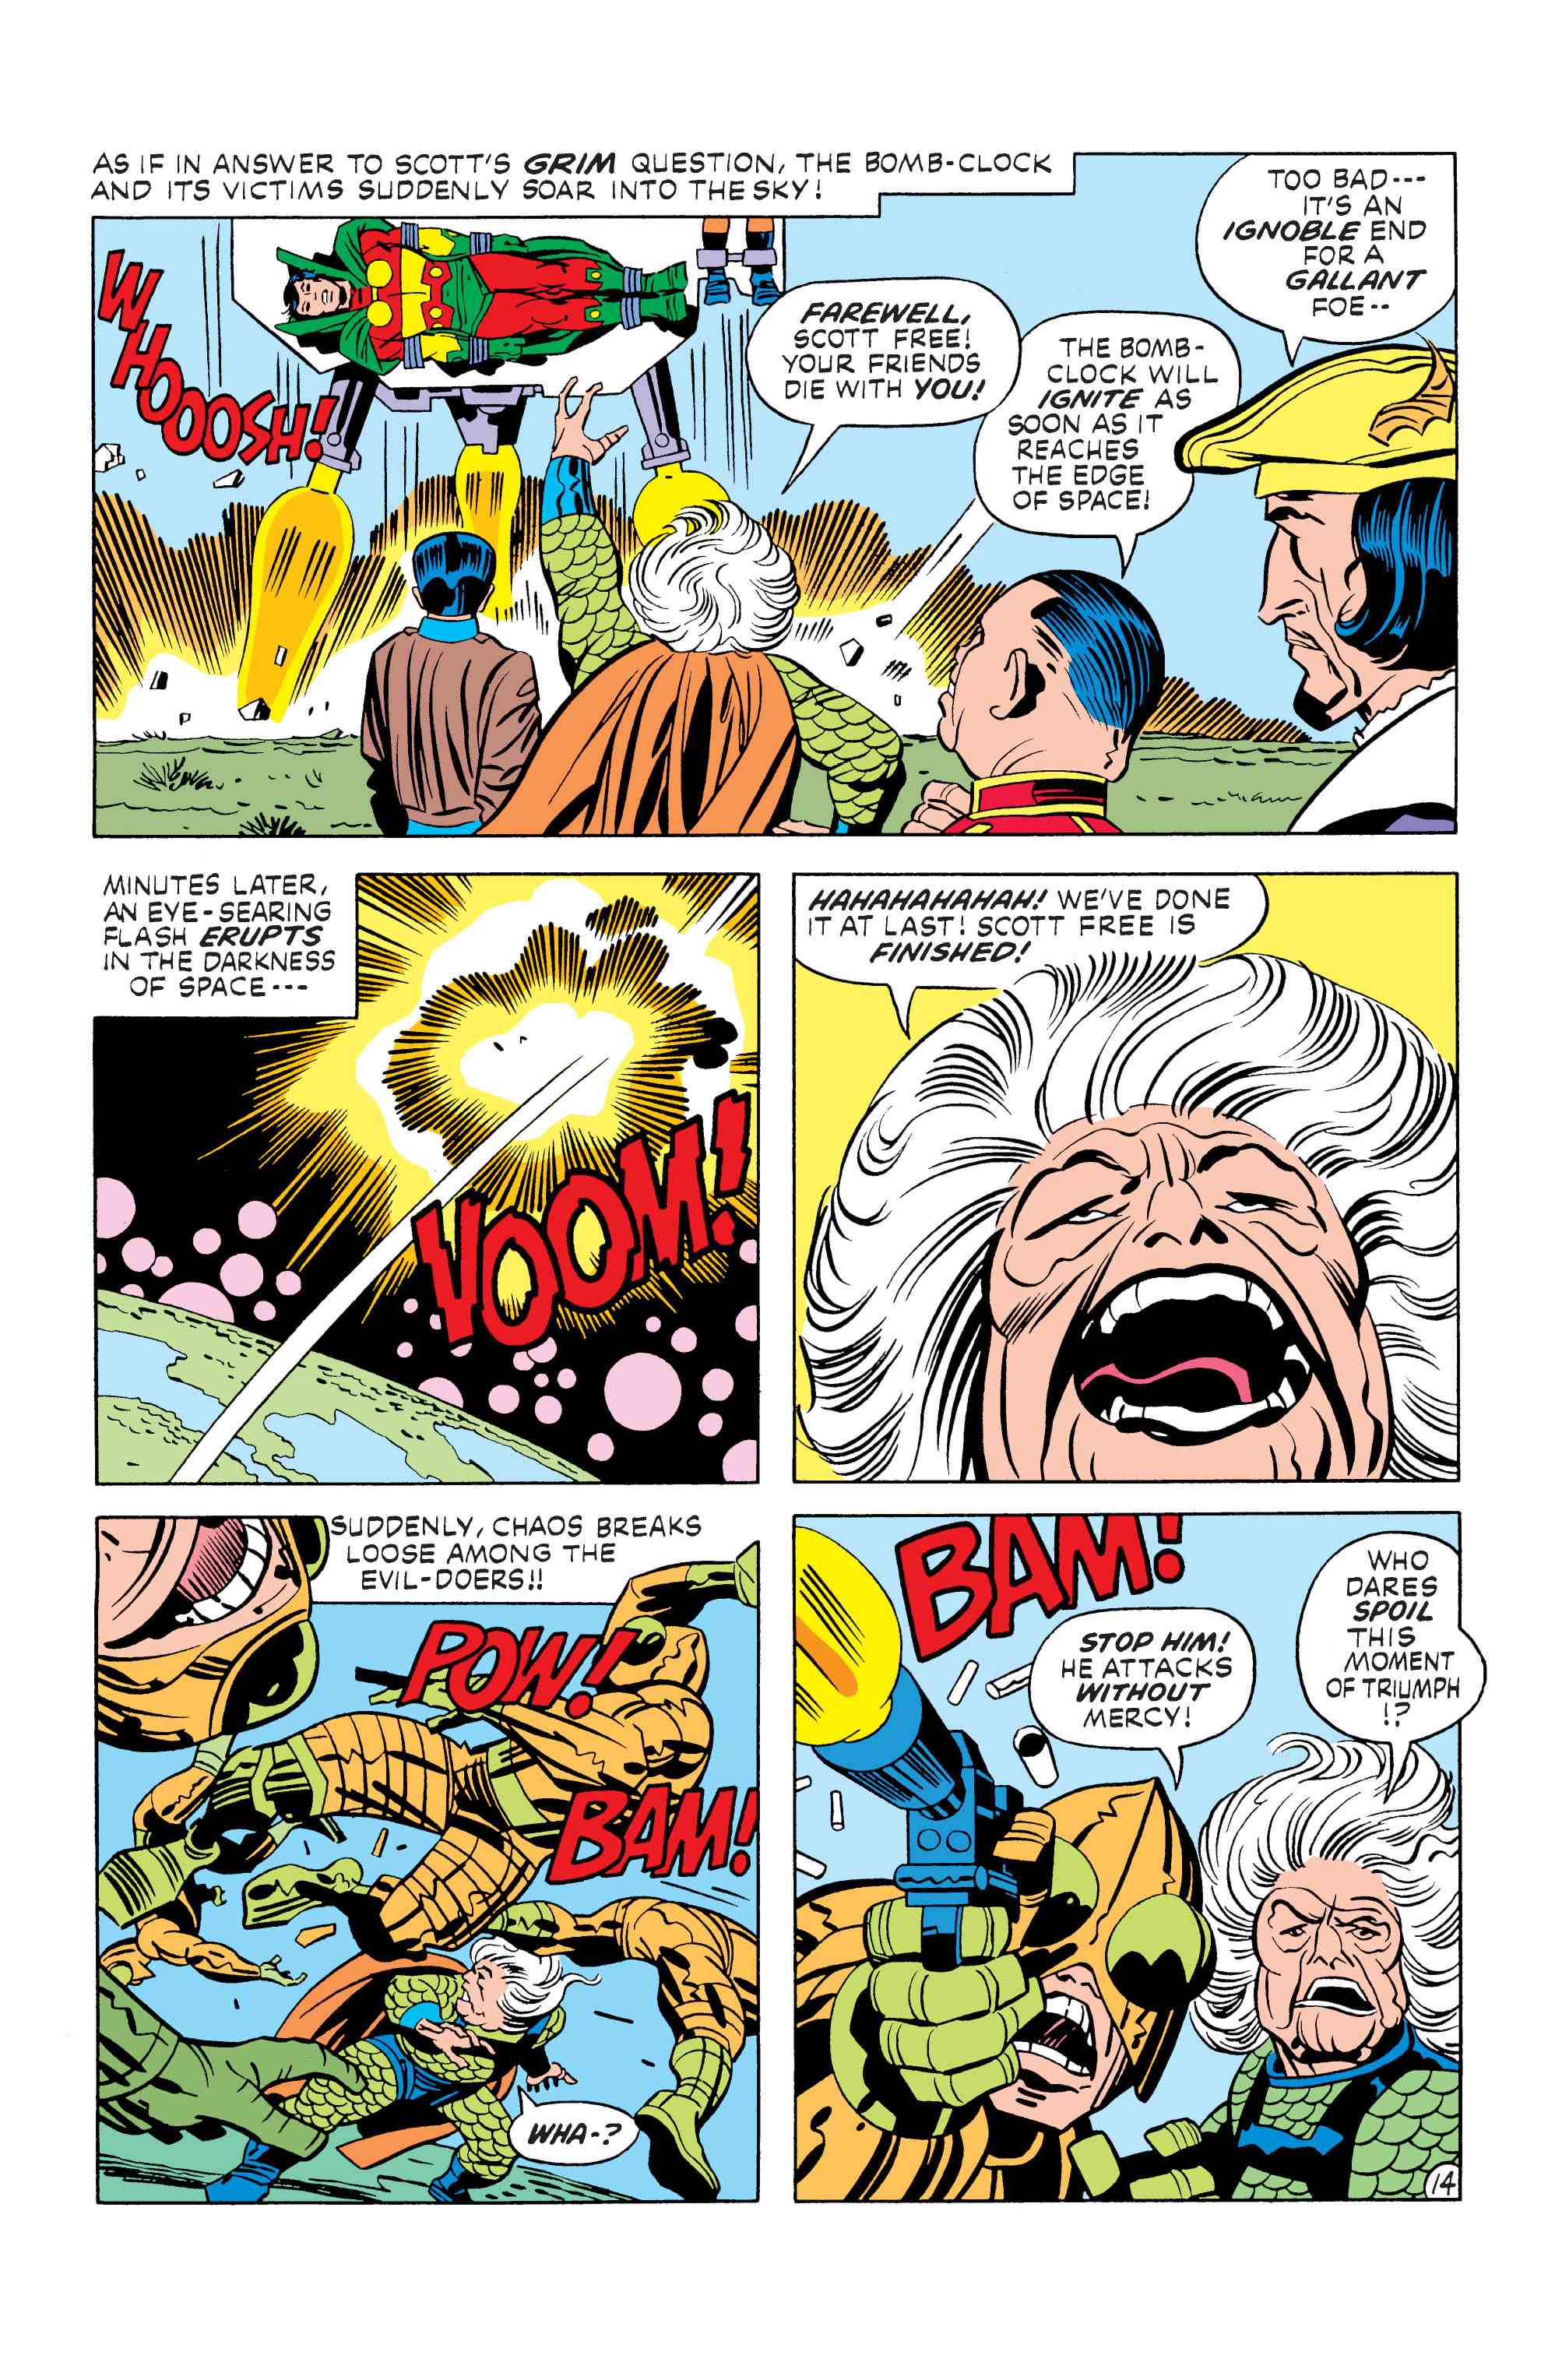 AS IF IN ANSWER TO SCOTT'S GRIM QUESTION, THE BOMB-CLOCK
AND ITS VICTIMS SUDDENLY SOAR INTO THE SKY!
WHOOOSH!
FAREWELL,
SCOTT FREE!
YOUR FRIENDS
DIE WITH YOU!
THE BOMB-
CLOCK WILL
IGNITE AS
SOON AS IT
REACHES
THE EDGE
OF SPACE!
TOO BAD---
IT'S AN
IGNOBLE END
FOR A
GALLANT
FOE--
MINUTES LATER,
AN EYE-SEARING
FLASH ERUPTS
IN THE DARKNESS
OF SPACE---
VOOM!
HAHAHAHAHAH! WE'VE DONE
IT AT LAST! SCOTT FREE IS
FINISHED!
SUDDENLY, CHAOS BREAKS
LOOSE AMONG THE
EVIL-DOERS!!
POW!
BAM!
WHA-?
BAM!
STOP HIM!
HE ATTACKS
WITHOUT
MERCY!
WHO
DARES
SPOIL
THIS
MOMENT
OF TRIUMPH
!?
14